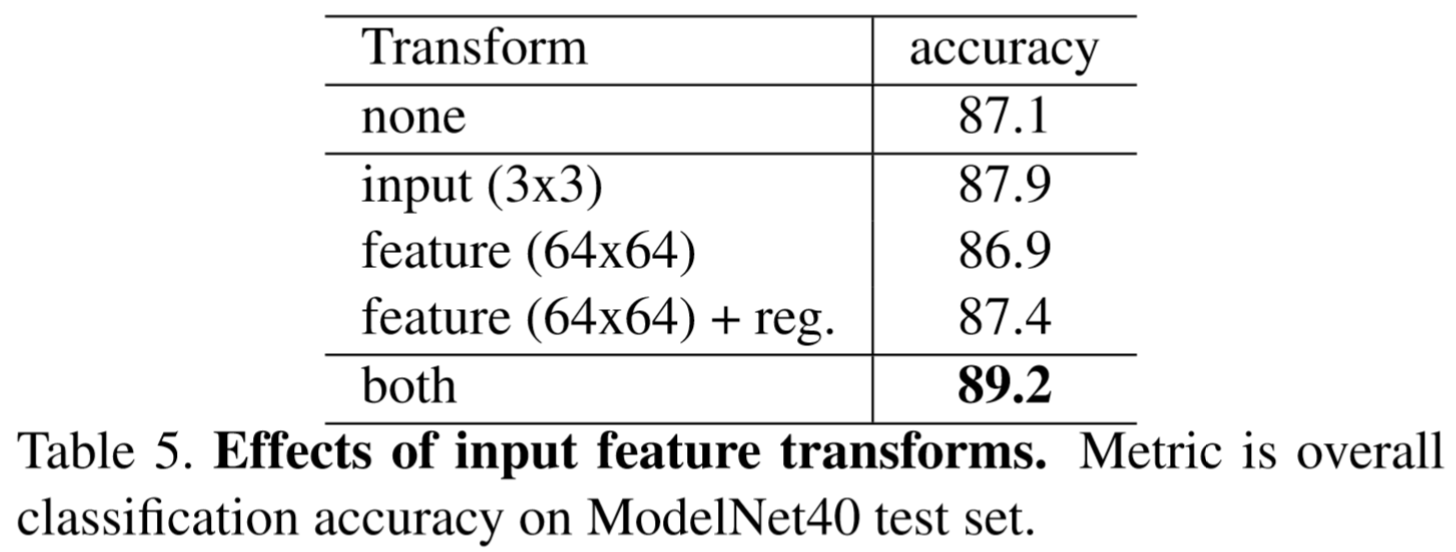 Transform accuracy
none 87.1
input (3x3) 87.9
feature (64x64) 86.9
feature (64x64) + reg. 87.4
both 89.2
Table 5. Effects of input feature transforms. Metric is overall
classification accuracy on ModelNet40 test set.